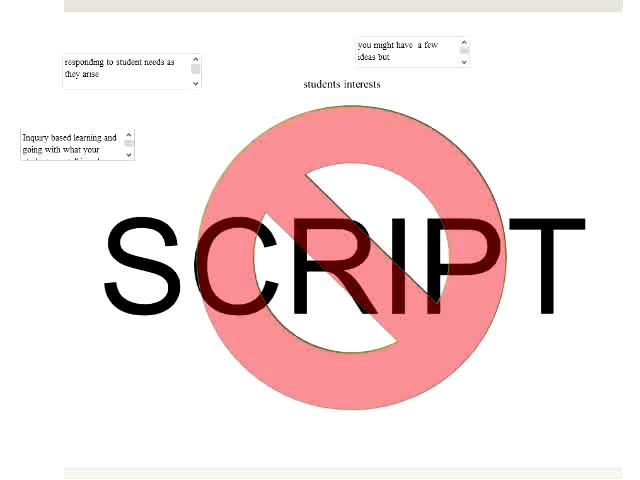 you might have a few
ideas but
responding to student needs as
they arise
students interests
Inquiry based learning and
going with what your
SCRIPT